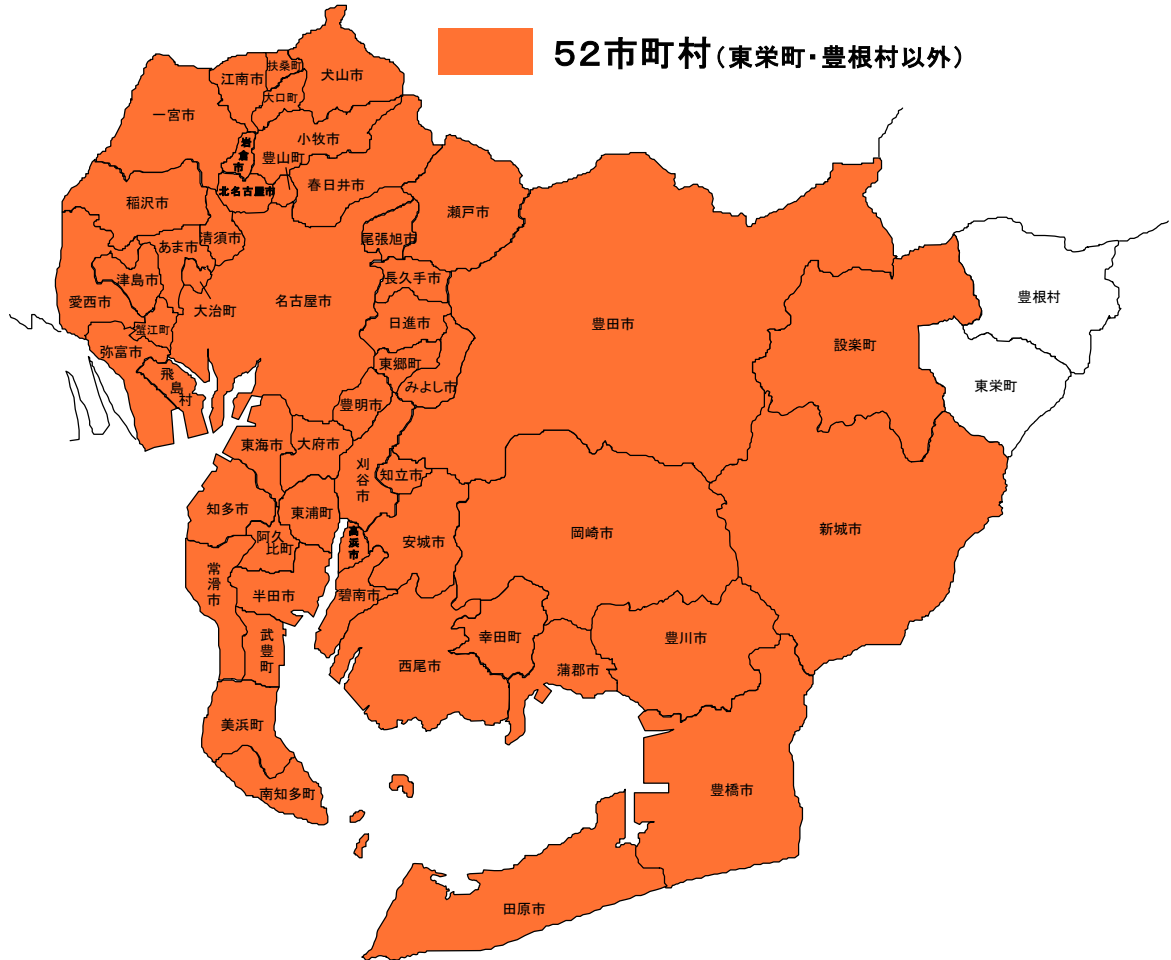 52市町村(東栄町・豊根村以外)
扶桑町
犬山市
江南市
大口町
一宮市
小牧市
岩倉市
豊山町
春日井市
北名古屋市
稲沢市
瀬戸市
清須市
尾張旭市
あま市
津島市
長久手市
愛西市
名古屋市
豊根村
大治町
日進市
豊田市
蟹江町
設楽町
弥富市
東郷町
飛島村
みよし市
東栄町
豊明市
東海市
大府市
刈谷市
知立市
知多市
東浦町
新城市
阿久比町
高浜市
安城市
岡崎市
常滑市
半田市
碧南市
武豊町
幸田町
豊川市
西尾市
蒲郡市
美浜町
南知多町
豊橋市
田原市